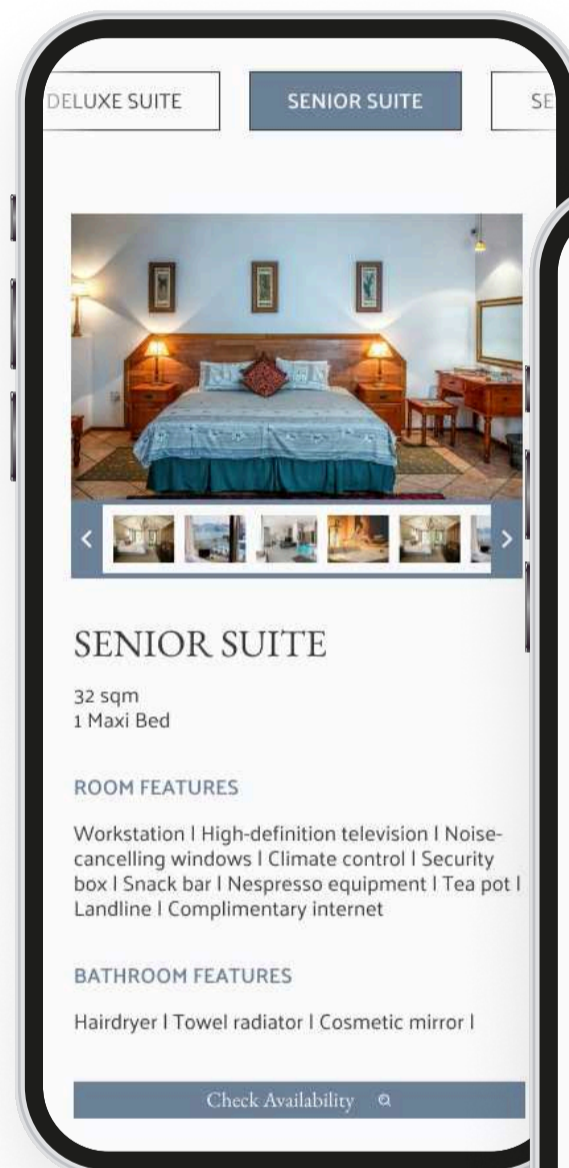 DELUXE SUITE
SENIOR SUITE
SE
SENIOR SUITE
32 sqm
1 Maxi Bed
ROOM FEATURES
Workstation I High-definition television I Noise-
cancelling windows I Climate control I Security
box I Snack bar I Nespresso equipment I Tea pot I
Landline I Complimentary internet
BATHROOM FEATURES
Hairdryer I Towel radiator I Cosmetic mirror I
Check Availability